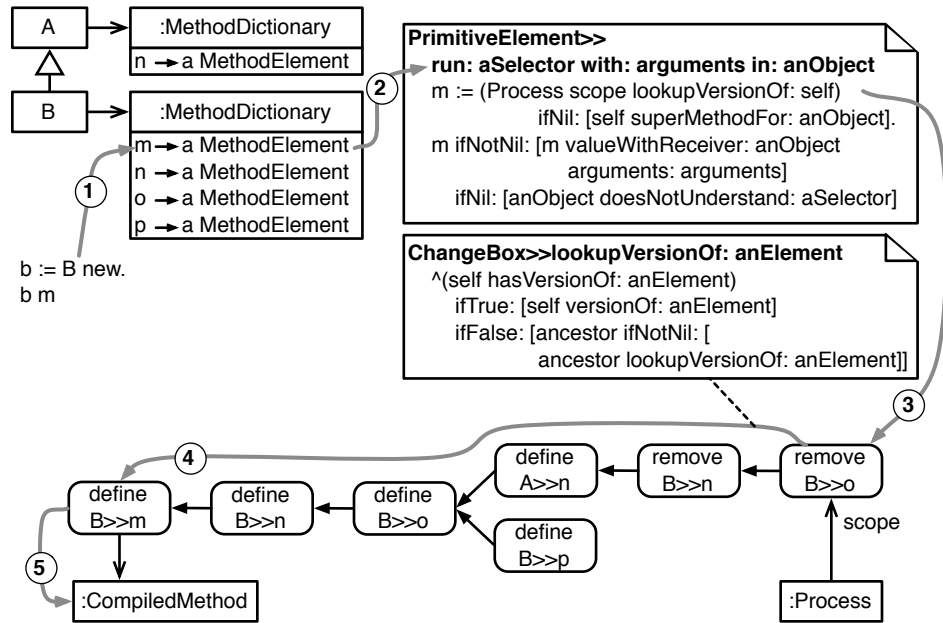 A
:MethodDictionary
n → a MethodElement
B
:MethodDictionary
m → a MethodElement
n → a MethodElement
o → a MethodElement
p → a MethodElement
1
b := B new.
b m
2
PrimitiveElement>>
run: aSelector with: arguments in: anObject
m := (Process scope lookupVersionOf: self)
ifNil: [self superMethodFor: anObject].
m ifNotNil: [m valueWithReceiver: anObject
arguments: arguments]
ifNil: [anObject doesNotUnderstand: aSelector]
ChangeBox>>lookupVersionOf: anElement
^(self hasVersionOf: anElement)
ifTrue: [self versionOf: anElement]
ifFalse: [ancestor ifNotNil: [
ancestor lookupVersionOf: anElement]]
3
4
define
B>>m
define
B>>n
define
B>>o
define
A>>n
remove
B>>n
remove
B>>o
define
B>>p
scope
5
:CompiledMethod
:Process